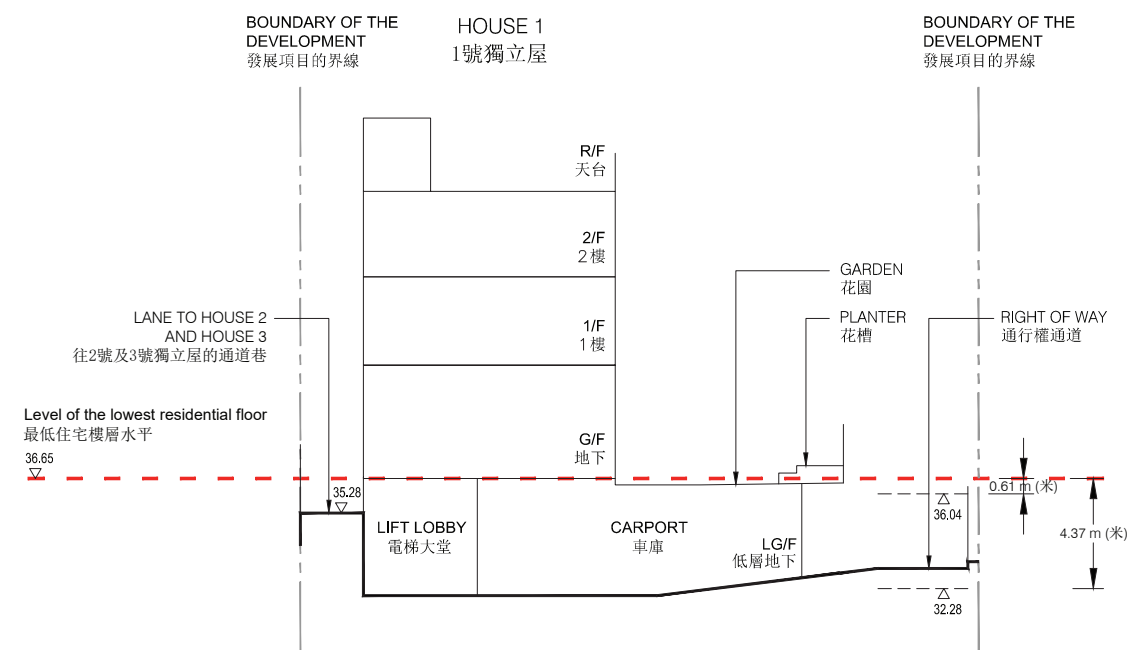 BOUNDARY OF THE
DEVELOPMENT
發展項目的界線
HOUSE 1
1號獨立屋
BOUNDARY OF THE
DEVELOPMENT
發展項目的界線
R/F
天台
2/F
2樓
GARDEN
花園
LANE TO HOUSE 2
AND HOUSE 3
往2號及3號獨立屋的通道巷
1/F
1樓
PLANTER
花槽
RIGHT OF WAY
通行權通道
Level of the lowest residential floor
最低住宅樓層水平
36.65
G/F
地下
35.28
0.61 m (米)
36.04
4.37 m (米)
LIFT LOBBY
電梯大堂
CARPORT
車庫
LG/F
低層地下
32.28